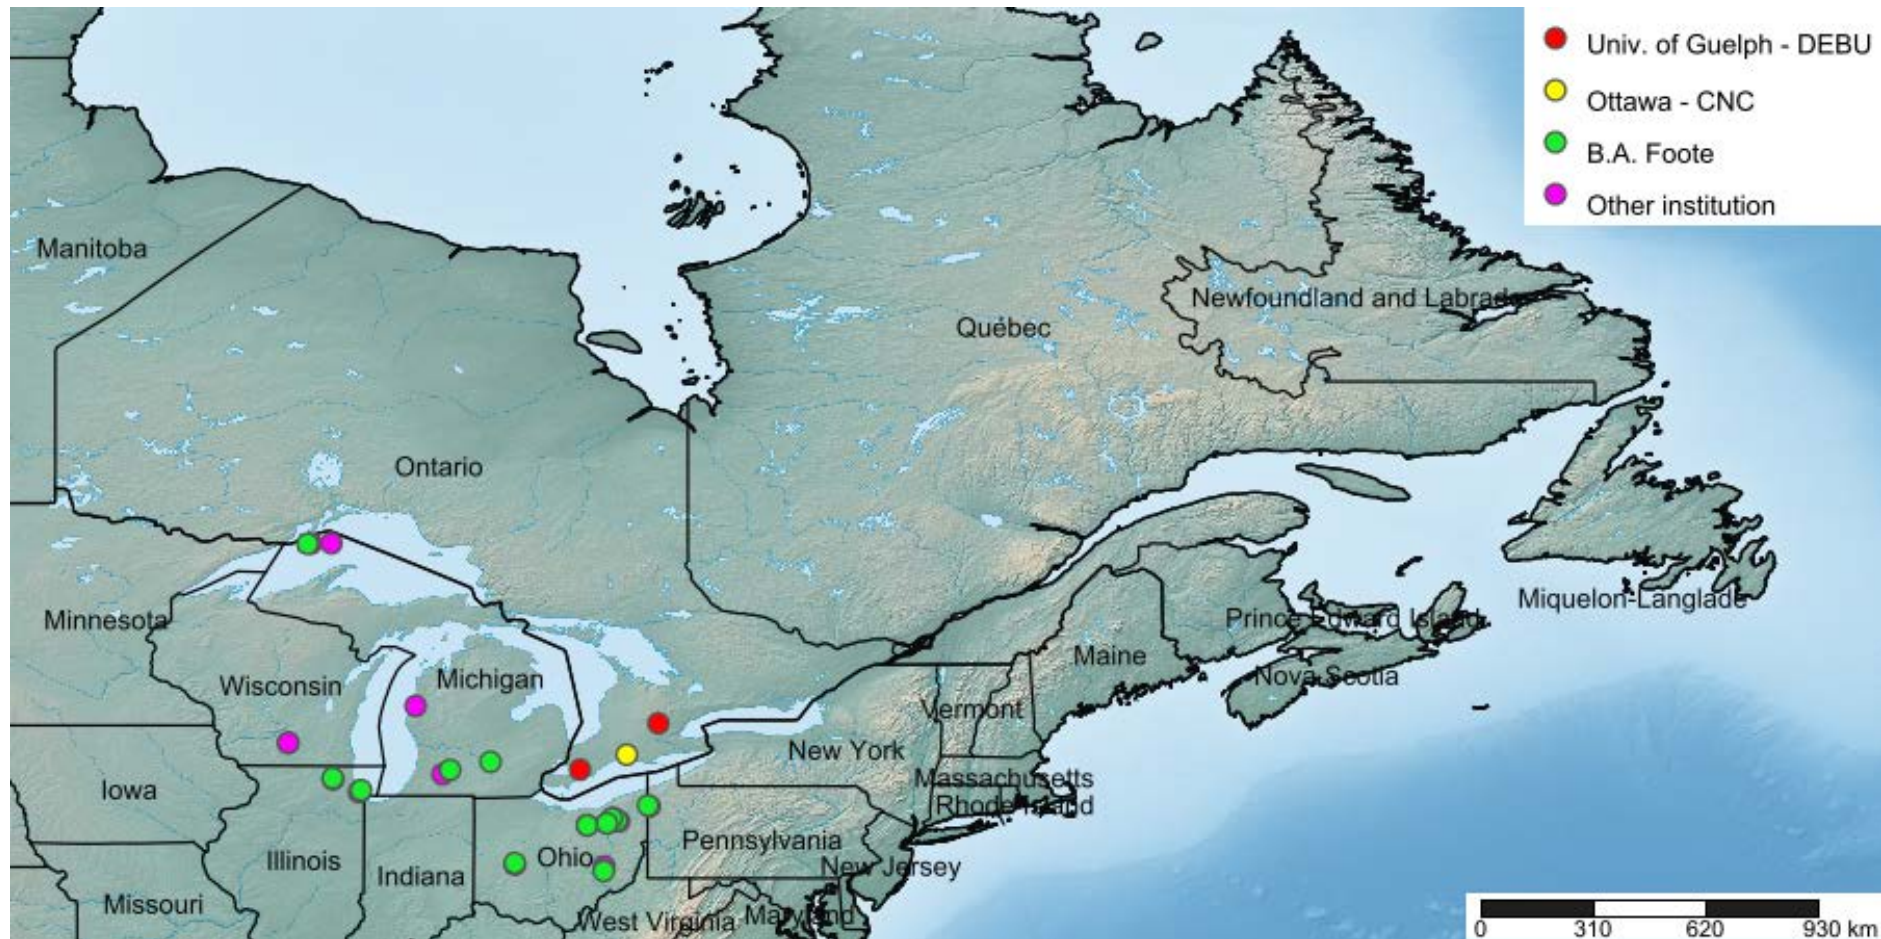 Univ. of Guelph - DEBU
Ottawa - CNC
B.A. Foote
Other institution
Manitoba
Newfoundland and Labrado
Québec
Ontario
Minnesota
Miquelon-Langlade
Prince Edward Island
Maine
Nova Scotia
Wisconsin
Michigan
Vermont
New York
Massachusetts
Iowa
Rhode Island
Pennsylvania
Illinois
Ohio
New Jersey
Indiana
Missouri
West Virginia
Maryland
0 310 620 930 km